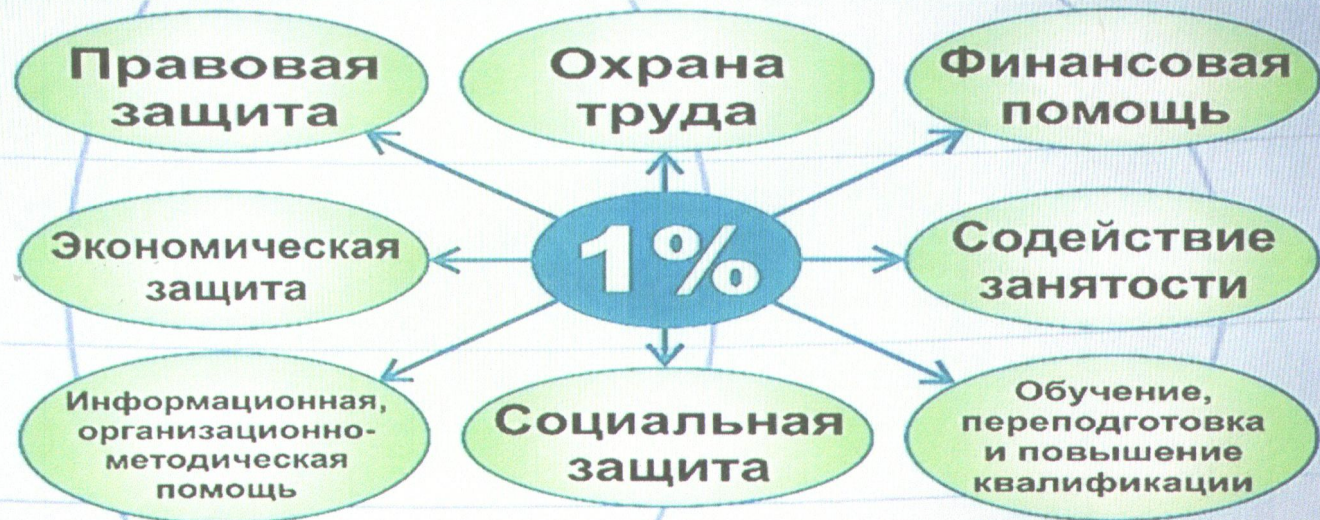 Правовая
защита
Охрана
труда
Финансовая
помощь
Экономическая
защита
1%
Содействие
занятости
Информационная,
организационно-
методическая
помощь
Социальная
защита
Обучение,
переподготовка
и повышение
квалификации